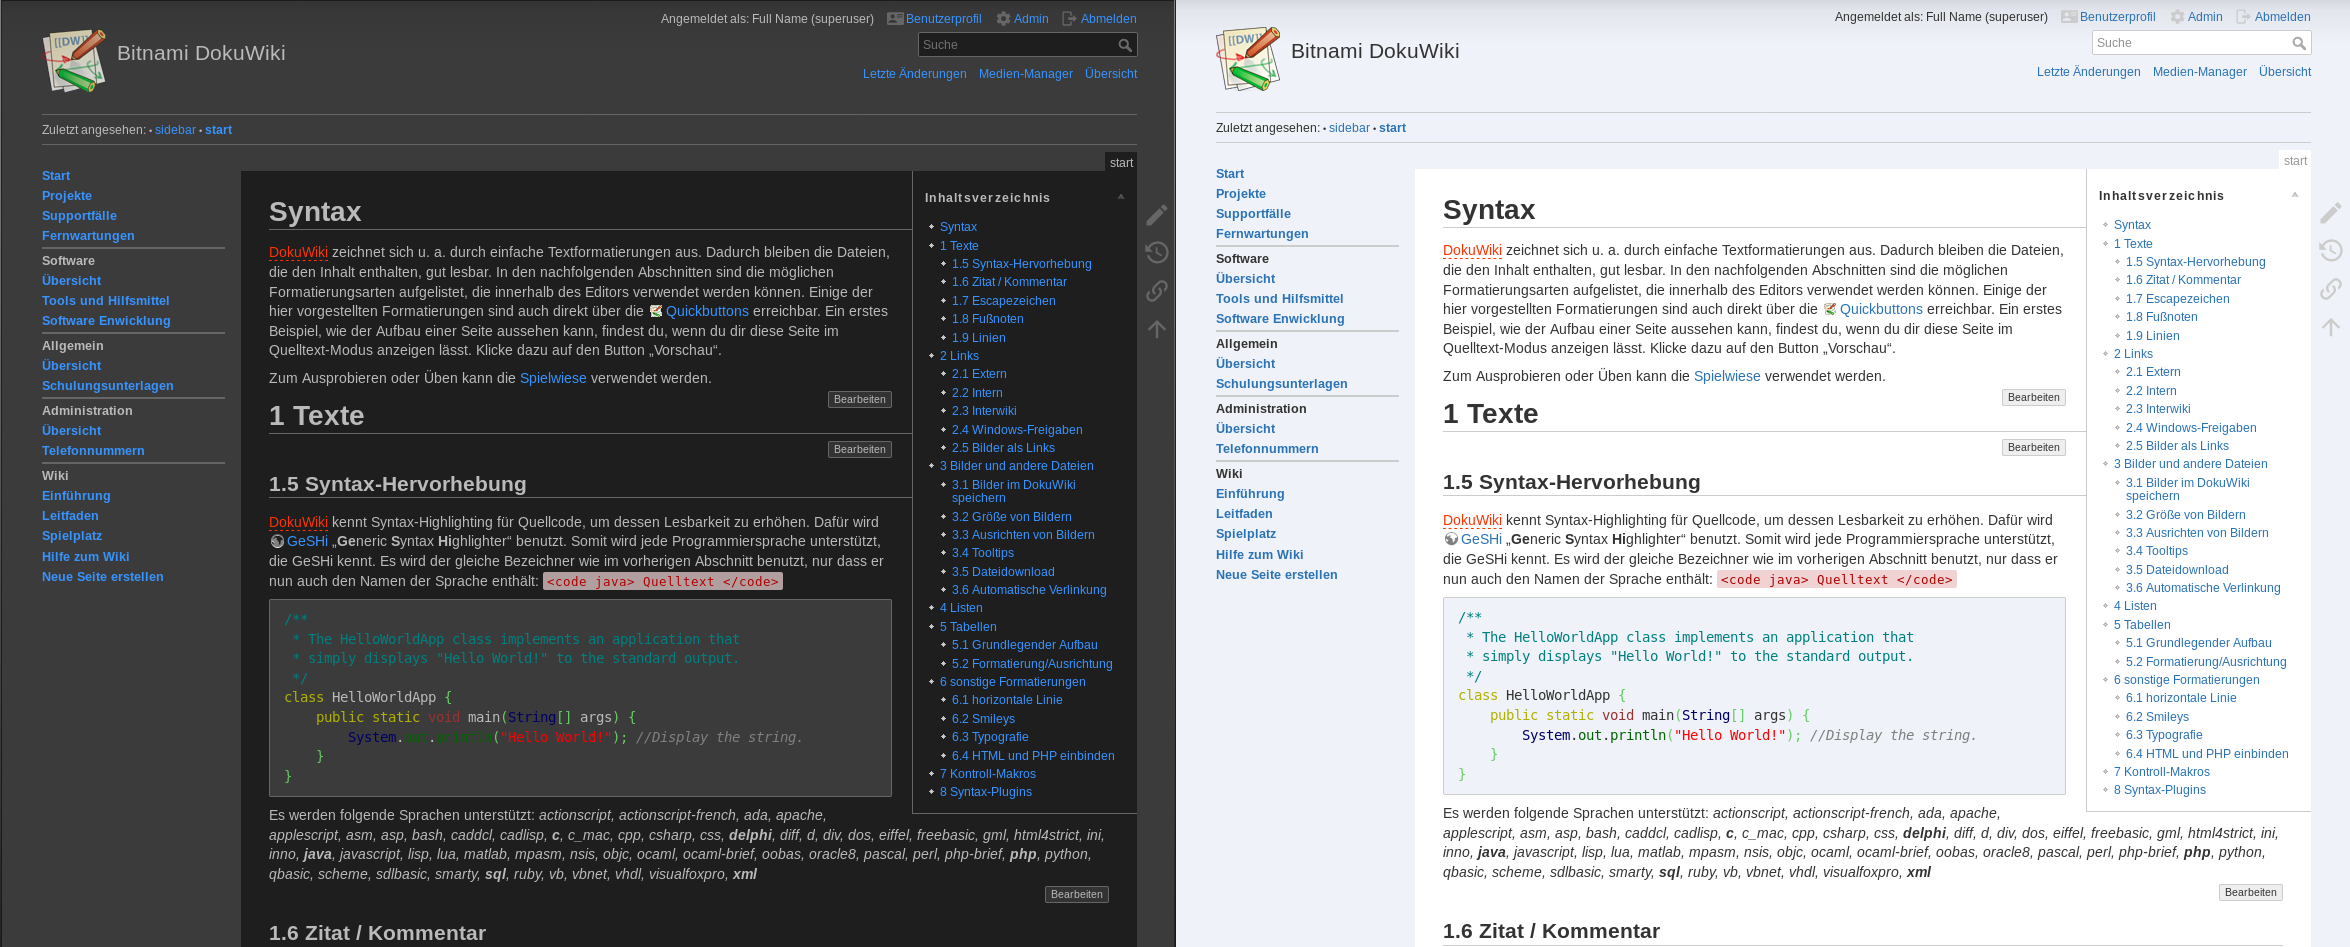 Angemeldet als: Full Name (superuser) Benutzerprofil Admin Abmelden
[[DW]] Bitnami DokuWiki
Suche
Letzte Änderungen Medien-Manager Übersicht
Zuletzt angesehen: • sidebar • start
start
Start
Projekte
Supportfälle
Fernwartungen
Software
Übersicht
Tools und Hilfsmittel
Software Enwicklung
Allgemein
Übersicht
Schulungsunterlagen
Administration
Übersicht
Telefonnummern
Wiki
Einführung
Leitfaden
Spielplatz
Hilfe zum Wiki
Neue Seite erstellen
Syntax
DokuWiki zeichnet sich u. a. durch einfache Textformatierungen aus. Dadurch bleiben die Dateien,
die den Inhalt enthalten, gut lesbar. In den nachfolgenden Abschnitten sind die möglichen
Formatierungsarten aufgelistet, die innerhalb des Editors verwendet werden können. Einige der
hier vorgestellten Formatierungen sind auch direkt über die Quickbuttons erreichbar. Ein erstes
Beispiel, wie der Aufbau einer Seite aussehen kann, findest du, wenn du dir diese Seite im
Quelltext-Modus anzeigen lässt. Klicke dazu auf den Button „Vorschau“.
Zum Ausprobieren oder Üben kann die Spielwiese verwendet werden.
Bearbeiten
1 Texte
Bearbeiten
1.5 Syntax-Hervorhebung
DokuWiki kennt Syntax-Highlighting für Quellcode, um dessen Lesbarkeit zu erhöhen. Dafür wird
GeSHi „Generic Syntax Highlighter“ benutzt. Somit wird jede Programmiersprache unterstützt,
die GeSHi kennt. Es wird der gleiche Bezeichner wie im vorherigen Abschnitt benutzt, nur dass er
nun auch den Namen der Sprache enthält: <code java> Quelltext </code>
/**
 * The HelloWorldApp class implements an application that
 * simply displays "Hello World!" to the standard output.
 */
class HelloWorldApp {
    public static void main(String[] args) {
        System.out.println("Hello World!"); //Display the string.
    }
}
Es werden folgende Sprachen unterstützt: actionscript, actionscript-french, ada, apache,
applescript, asm, asp, bash, caddcl, cadlisp, c, c_mac, cpp, csharp, css, delphi, diff, d, div, dos, eiffel, freebasic, gml, html4strict, ini,
inno, java, javascript, lisp, lua, matlab, mpasm, nsis, objc, ocaml, ocaml-brief, oobas, oracle8, pascal, perl, php-brief, php, python,
qbasic, scheme, sdlbasic, smarty, sql, ruby, vb, vbnet, vhdl, visualfoxpro, xml
Bearbeiten
1.6 Zitat / Kommentar
Inhaltsverzeichnis
Syntax
1 Texte
1.5 Syntax-Hervorhebung
1.6 Zitat / Kommentar
1.7 Escapezeichen
1.8 Fußnoten
1.9 Linien
2 Links
2.1 Extern
2.2 Intern
2.3 Interwiki
2.4 Windows-Freigaben
2.5 Bilder als Links
3 Bilder und andere Dateien
3.1 Bilder im DokuWiki
speichern
3.2 Größe von Bildern
3.3 Ausrichten von Bildern
3.4 Tooltips
3.5 Dateidownload
3.6 Automatische Verlinkung
4 Listen
5 Tabellen
5.1 Grundlegender Aufbau
5.2 Formatierung/Ausrichtung
6 sonstige Formatierungen
6.1 horizontale Linie
6.2 Smileys
6.3 Typografie
6.4 HTML und PHP einbinden
7 Kontroll-Makros
8 Syntax-Plugins
Angemeldet als: Full Name (superuser) Benutzerprofil Admin Abmelden
[[DW]] Bitnami DokuWiki
Suche
Letzte Änderungen Medien-Manager Übersicht
Zuletzt angesehen: • sidebar • start
start
Start
Projekte
Supportfälle
Fernwartungen
Software
Übersicht
Tools und Hilfsmittel
Software Enwicklung
Allgemein
Übersicht
Schulungsunterlagen
Administration
Übersicht
Telefonnummern
Wiki
Einführung
Leitfaden
Spielplatz
Hilfe zum Wiki
Neue Seite erstellen
Syntax
DokuWiki zeichnet sich u. a. durch einfache Textformatierungen aus. Dadurch bleiben die Dateien,
die den Inhalt enthalten, gut lesbar. In den nachfolgenden Abschnitten sind die möglichen
Formatierungsarten aufgelistet, die innerhalb des Editors verwendet werden können. Einige der
hier vorgestellten Formatierungen sind auch direkt über die Quickbuttons erreichbar. Ein erstes
Beispiel, wie der Aufbau einer Seite aussehen kann, findest du, wenn du dir diese Seite im
Quelltext-Modus anzeigen lässt. Klicke dazu auf den Button „Vorschau“.
Zum Ausprobieren oder Üben kann die Spielwiese verwendet werden.
Bearbeiten
1 Texte
Bearbeiten
1.5 Syntax-Hervorhebung
DokuWiki kennt Syntax-Highlighting für Quellcode, um dessen Lesbarkeit zu erhöhen. Dafür wird
GeSHi „Generic Syntax Highlighter“ benutzt. Somit wird jede Programmiersprache unterstützt,
die GeSHi kennt. Es wird der gleiche Bezeichner wie im vorherigen Abschnitt benutzt, nur dass er
nun auch den Namen der Sprache enthält: <code java> Quelltext </code>
/**
 * The HelloWorldApp class implements an application that
 * simply displays "Hello World!" to the standard output.
 */
class HelloWorldApp {
    public static void main(String[] args) {
        System.out.println("Hello World!"); //Display the string.
    }
}
Es werden folgende Sprachen unterstützt: actionscript, actionscript-french, ada, apache,
applescript, asm, asp, bash, caddcl, cadlisp, c, c_mac, cpp, csharp, css, delphi, diff, d, div, dos, eiffel, freebasic, gml, html4strict, ini,
inno, java, javascript, lisp, lua, matlab, mpasm, nsis, objc, ocaml, ocaml-brief, oobas, oracle8, pascal, perl, php-brief, php, python,
qbasic, scheme, sdlbasic, smarty, sql, ruby, vb, vbnet, vhdl, visualfoxpro, xml
Bearbeiten
1.6 Zitat / Kommentar
Inhaltsverzeichnis
Syntax
1 Texte
1.5 Syntax-Hervorhebung
1.6 Zitat / Kommentar
1.7 Escapezeichen
1.8 Fußnoten
1.9 Linien
2 Links
2.1 Extern
2.2 Intern
2.3 Interwiki
2.4 Windows-Freigaben
2.5 Bilder als Links
3 Bilder und andere Dateien
3.1 Bilder im DokuWiki
speichern
3.2 Größe von Bildern
3.3 Ausrichten von Bildern
3.4 Tooltips
3.5 Dateidownload
3.6 Automatische Verlinkung
4 Listen
5 Tabellen
5.1 Grundlegender Aufbau
5.2 Formatierung/Ausrichtung
6 sonstige Formatierungen
6.1 horizontale Linie
6.2 Smileys
6.3 Typografie
6.4 HTML und PHP einbinden
7 Kontroll-Makros
8 Syntax-Plugins